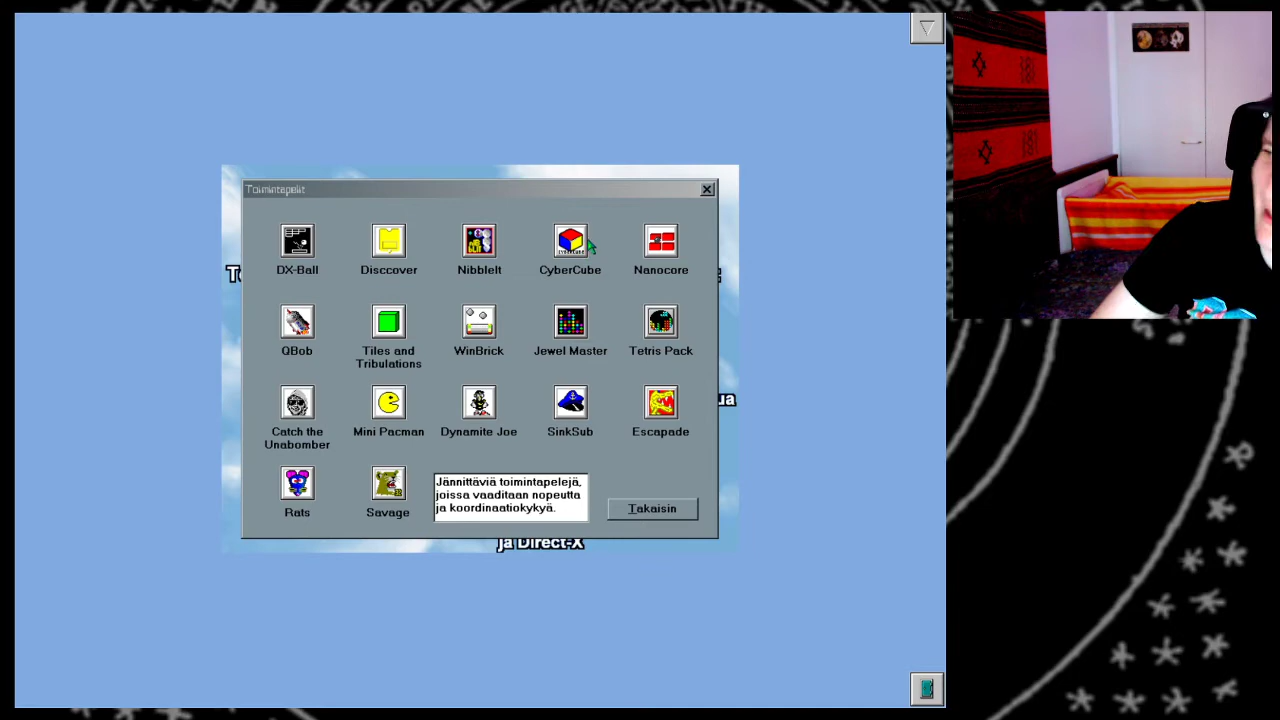 Toimintapelit
DX-Ball
Disccover
NibbleIt
CyberCube
Nanocore
QBob
Tiles and
Tribulations
WinBrick
Jewel Master
Tetris Pack
Catch the
Unabomber
Mini Pacman
Dynamite Joe
SinkSub
Escapade
Rats
Savage
Jännittäviä toimintapelejä,
joissa vaaditaan nopeutta
ja koordinaatiokykyä.
Takaisin
ja Direct-X